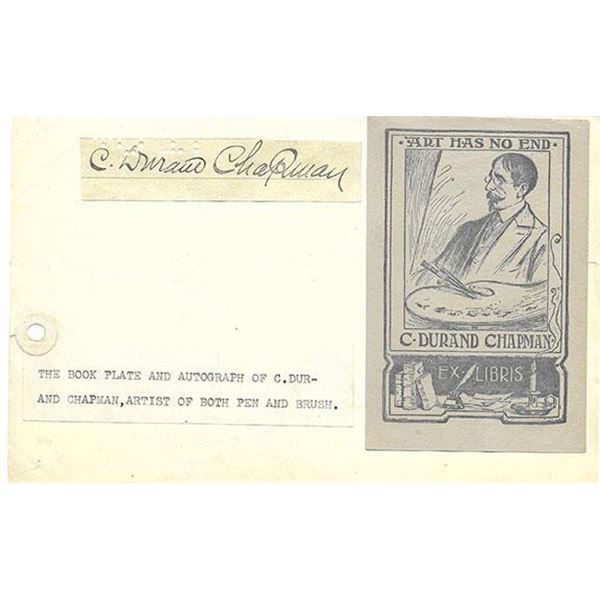 C. Durand Chapman
·ART HAS NO END·
C·DURAND CHAPMAN·
EX-LIBRIS
THE BOOK PLATE AND AUTOGRAPH OF C.DUR-
AND CHAPMAN,ARTIST OF BOTH PEN AND BRUSH.